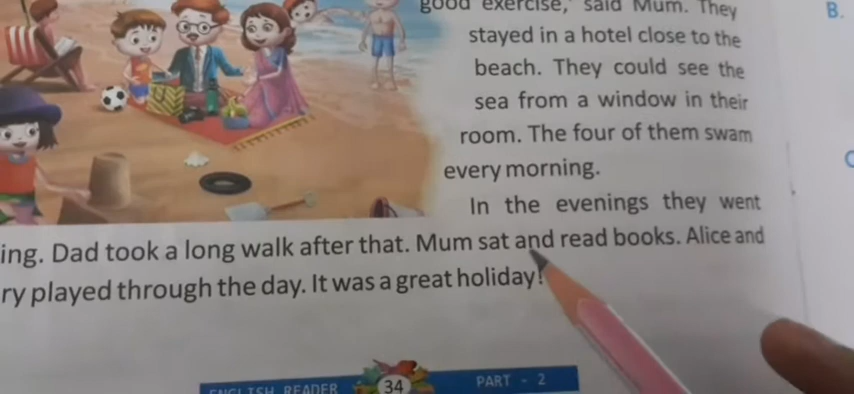 good exercise," said Mum. They
stayed in a hotel close to the
beach. They could see the
sea from a window in their
room. The four of them swam
every morning.
In the evenings they went
ing. Dad took a long walk after that. Mum sat and read books. Alice and
ry played through the day. It was a great holiday!
ENGLISH READER 34 PART - 2
B.